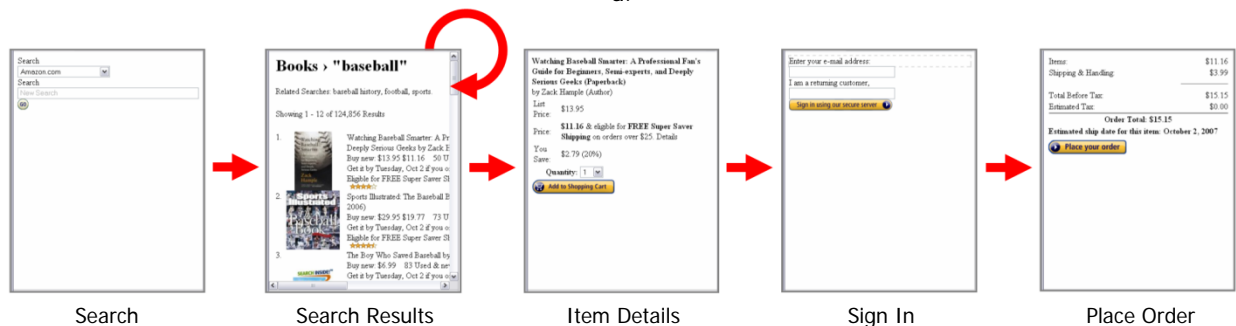 Search
Amazon.com
Search
New Search
GO
Books › "baseball"
Related Searches: baseball history, football, sports.
Showing 1 - 12 of 124,856 Results
1.
Watching Baseball Smarter: A Pr
Deeply Serious Geeks by Zack
Buy new: $13.95 $11.16 50 U
Get it by Tuesday, Oct 2 if you o
Eligible for FREE Super Saver S
2.
Sports Illustrated: The Baseball B
2006)
Buy new: $29.95 $19.77 73 U
Get it by Tuesday, Oct 2 if you o
Eligible for FREE Super Saver S
3.
The Boy Who Saved Baseball by
Buy new: $6.99 113 Used & ne
Get it by Tuesday, Oct 2 if you o
Watching Baseball Smarter: A Professional Fan's
Guide for Beginners, Semi-experts, and Deeply
Serious Geeks (Paperback)
by Zack Hample (Author)
List
Price: $13.95
Price: $11.16 & eligible for FREE Super Saver
Shipping on orders over $25. Details
You
Save: $2.79 (20%)
Quantity: 1
Add to Shopping Cart
Enter your e-mail address:
I am a returning customer,
Sign in using our secure server
Items: $11.16
Shipping & Handling: $3.99
Total Before Tax: $15.15
Estimated Tax: $0.00
Order Total: $15.15
Estimated ship date for this item: October 2, 2007
Place your order
Search
Search Results
Item Details
Sign In
Place Order